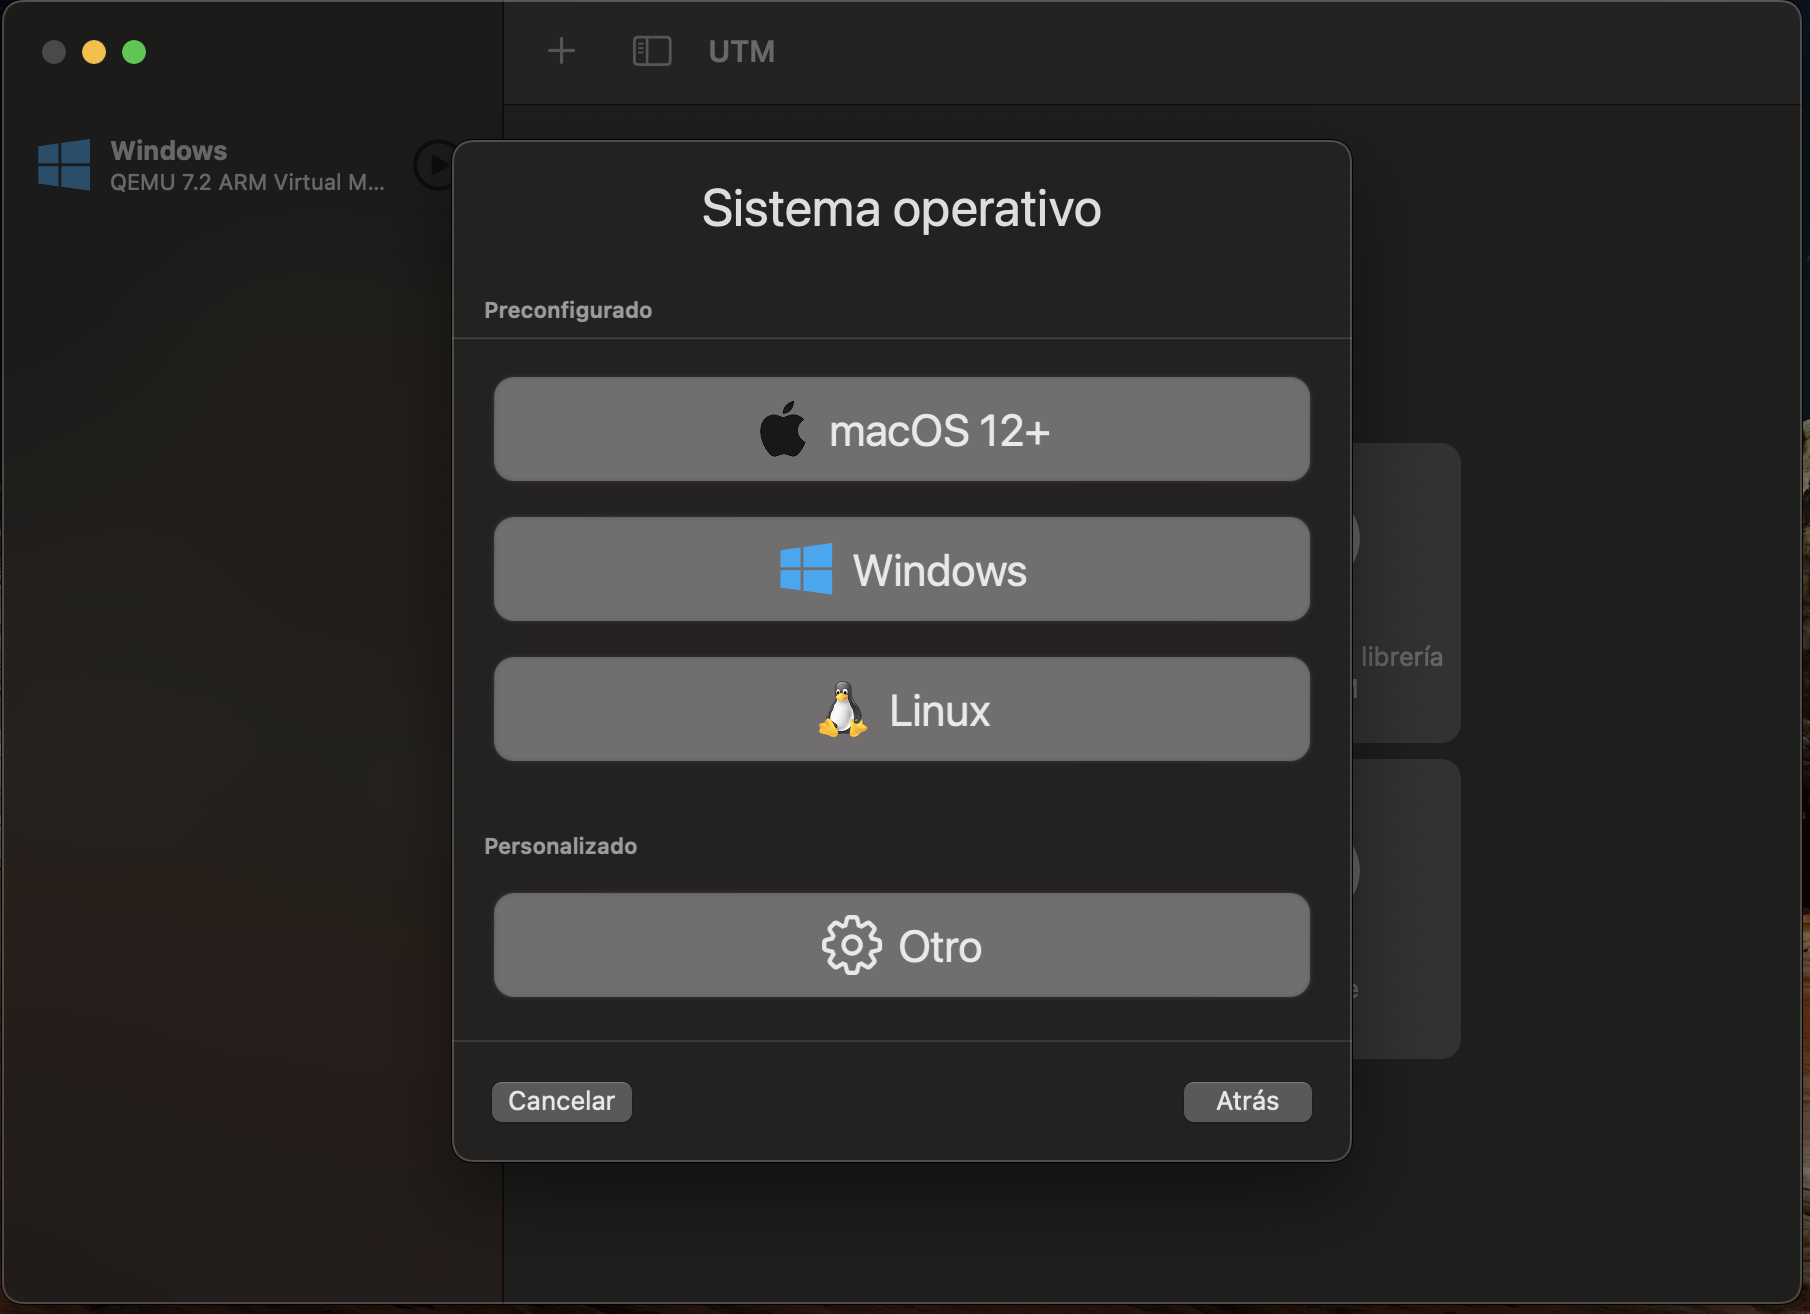 UTM
Windows
QEMU 7.2 ARM Virtual M...
Sistema operativo
Preconfigurado
macOS 12+
Windows
Linux
Personalizado
Otro
librería
Cancelar
Atrás